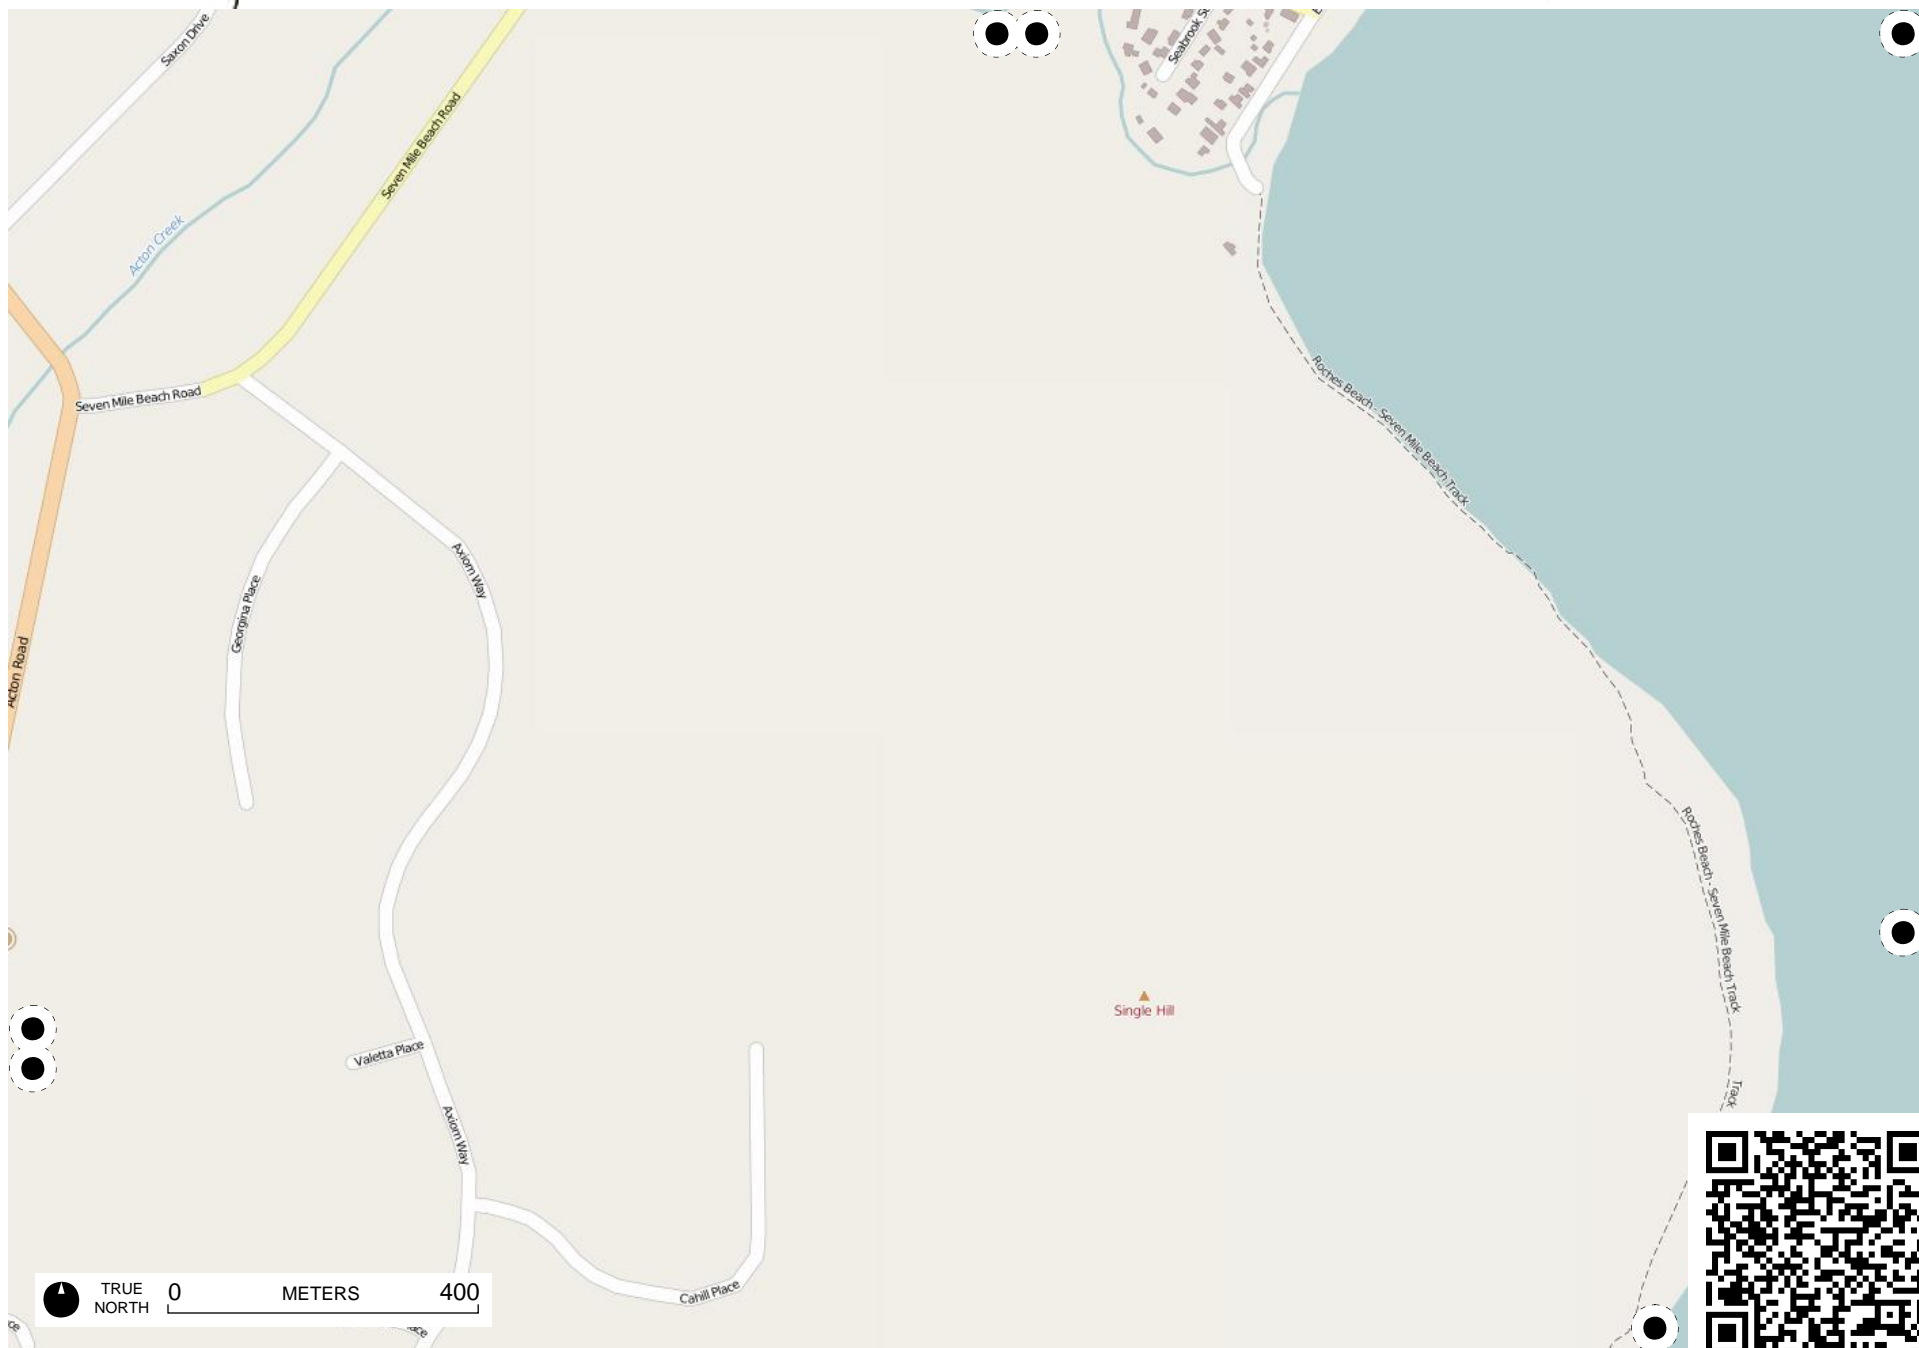 Saxon Drive
Seven Mile Beach Road
Acton Creek
Seven Mile Beach Road
Roches Beach - Seven Mile Beach Track
Axiom Way
Georgina Place
Acton Road
Roches Beach - Seven Mile Beach Track
Single Hill
Valetta Place
Track
Axiom Way
Cahill Place
TRUE
NORTH
0 METERS 400